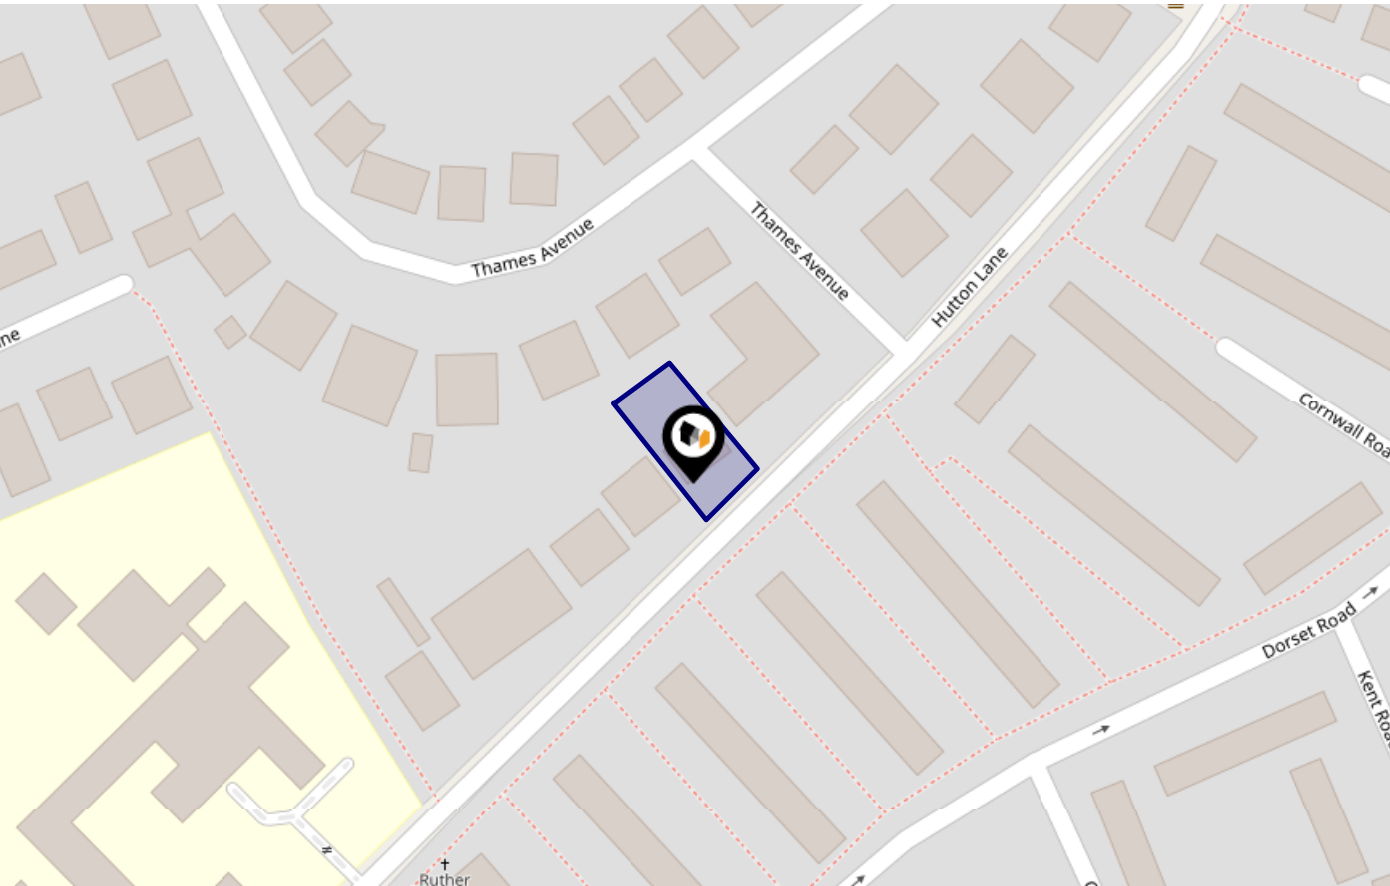 Thames Avenue
Thames Avenue
Hutton Lane
ne
Cornwall Roa
Dorset Road
Kent Roa
Ruther